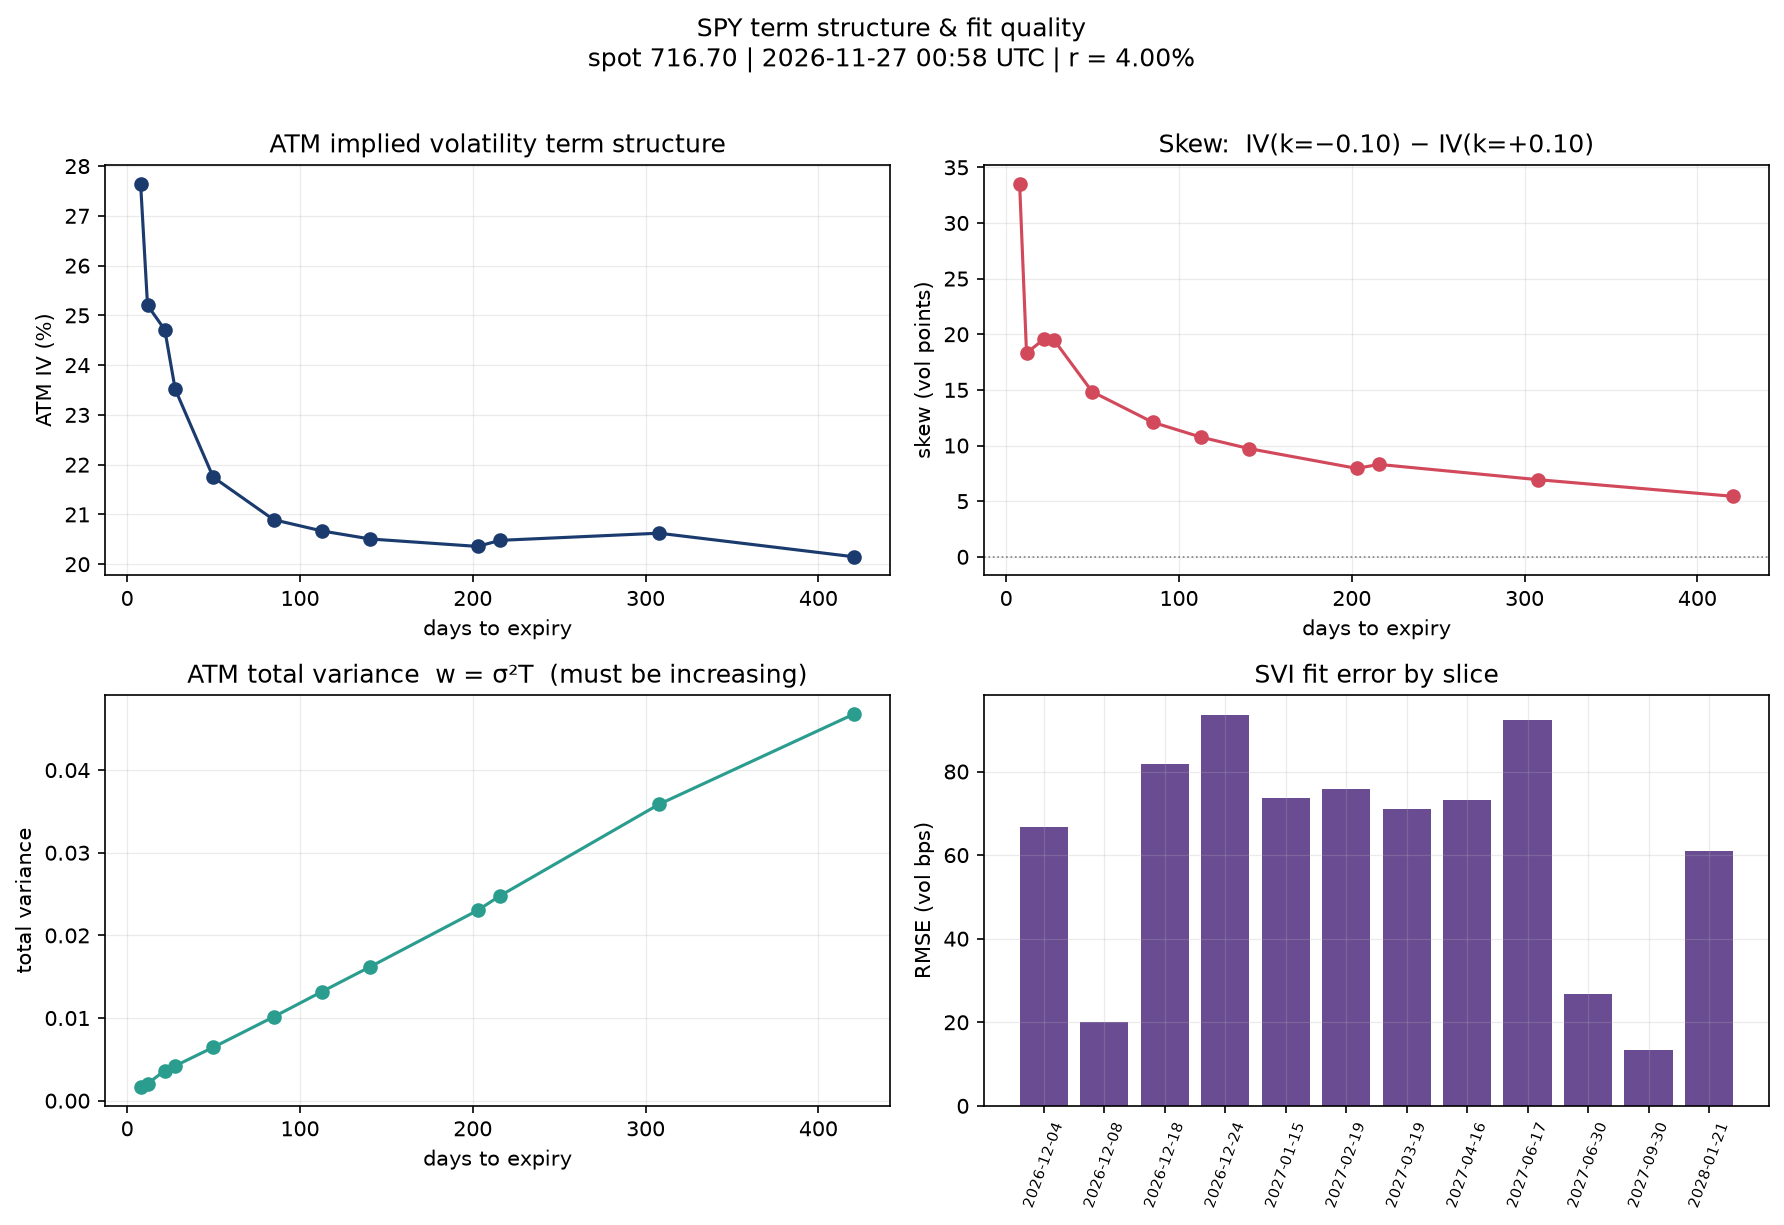 SPY term structure & fit quality
spot 716.70 | 2026-11-27 00:58 UTC | r = 4.00%
ATM implied volatility term structure
28
27
26
25
24
23
22
21
20
ATM IV (%)
0 100 200 300 400
days to expiry
Skew:  IV(k=−0.10) − IV(k=+0.10)
35
30
25
20
15
10
5
0
skew (vol points)
0 100 200 300 400
days to expiry
ATM total variance  w = σ²T  (must be increasing)
0.04
0.03
0.02
0.01
0.00
total variance
0 100 200 300 400
days to expiry
SVI fit error by slice
80
60
40
20
0
RMSE (vol bps)
2026-12-04
2026-12-08
2026-12-18
2026-12-24
2027-01-15
2027-02-19
2027-03-19
2027-04-16
2027-06-17
2027-06-30
2027-09-30
2028-01-21